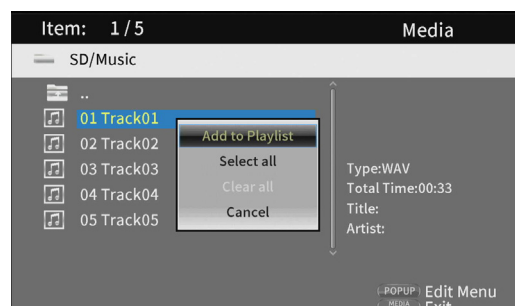 Item: 1/5 Media
SD/Music
..
01 Track01
02 Track02
03 Track03
04 Track04
05 Track05
Add to Playlist
Select all
Clear all
Cancel
Type:WAV
Total Time:00:33
Title:
Artist:
POPUP Edit Menu
MEDIA Exit